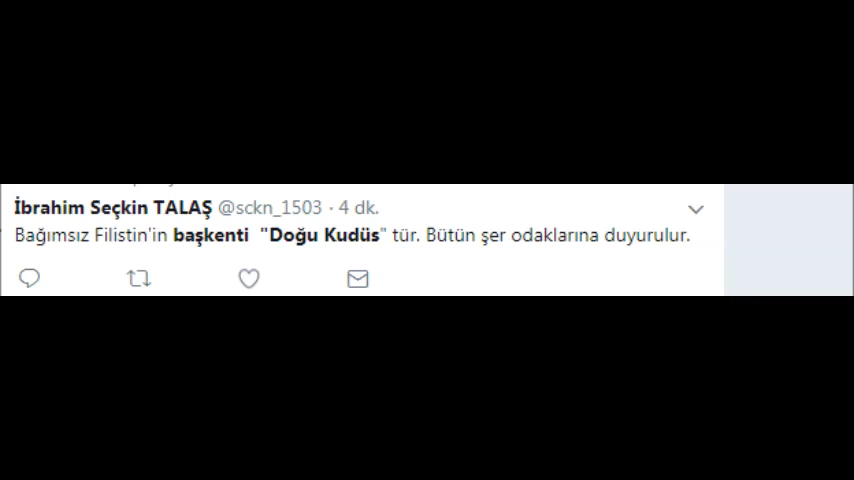 İbrahim Seçkin TALAŞ @sckn_1503 · 4 dk.
Bağımsız Filistin'in başkenti "Doğu Kudüs" tür. Bütün şer odaklarına duyurulur.